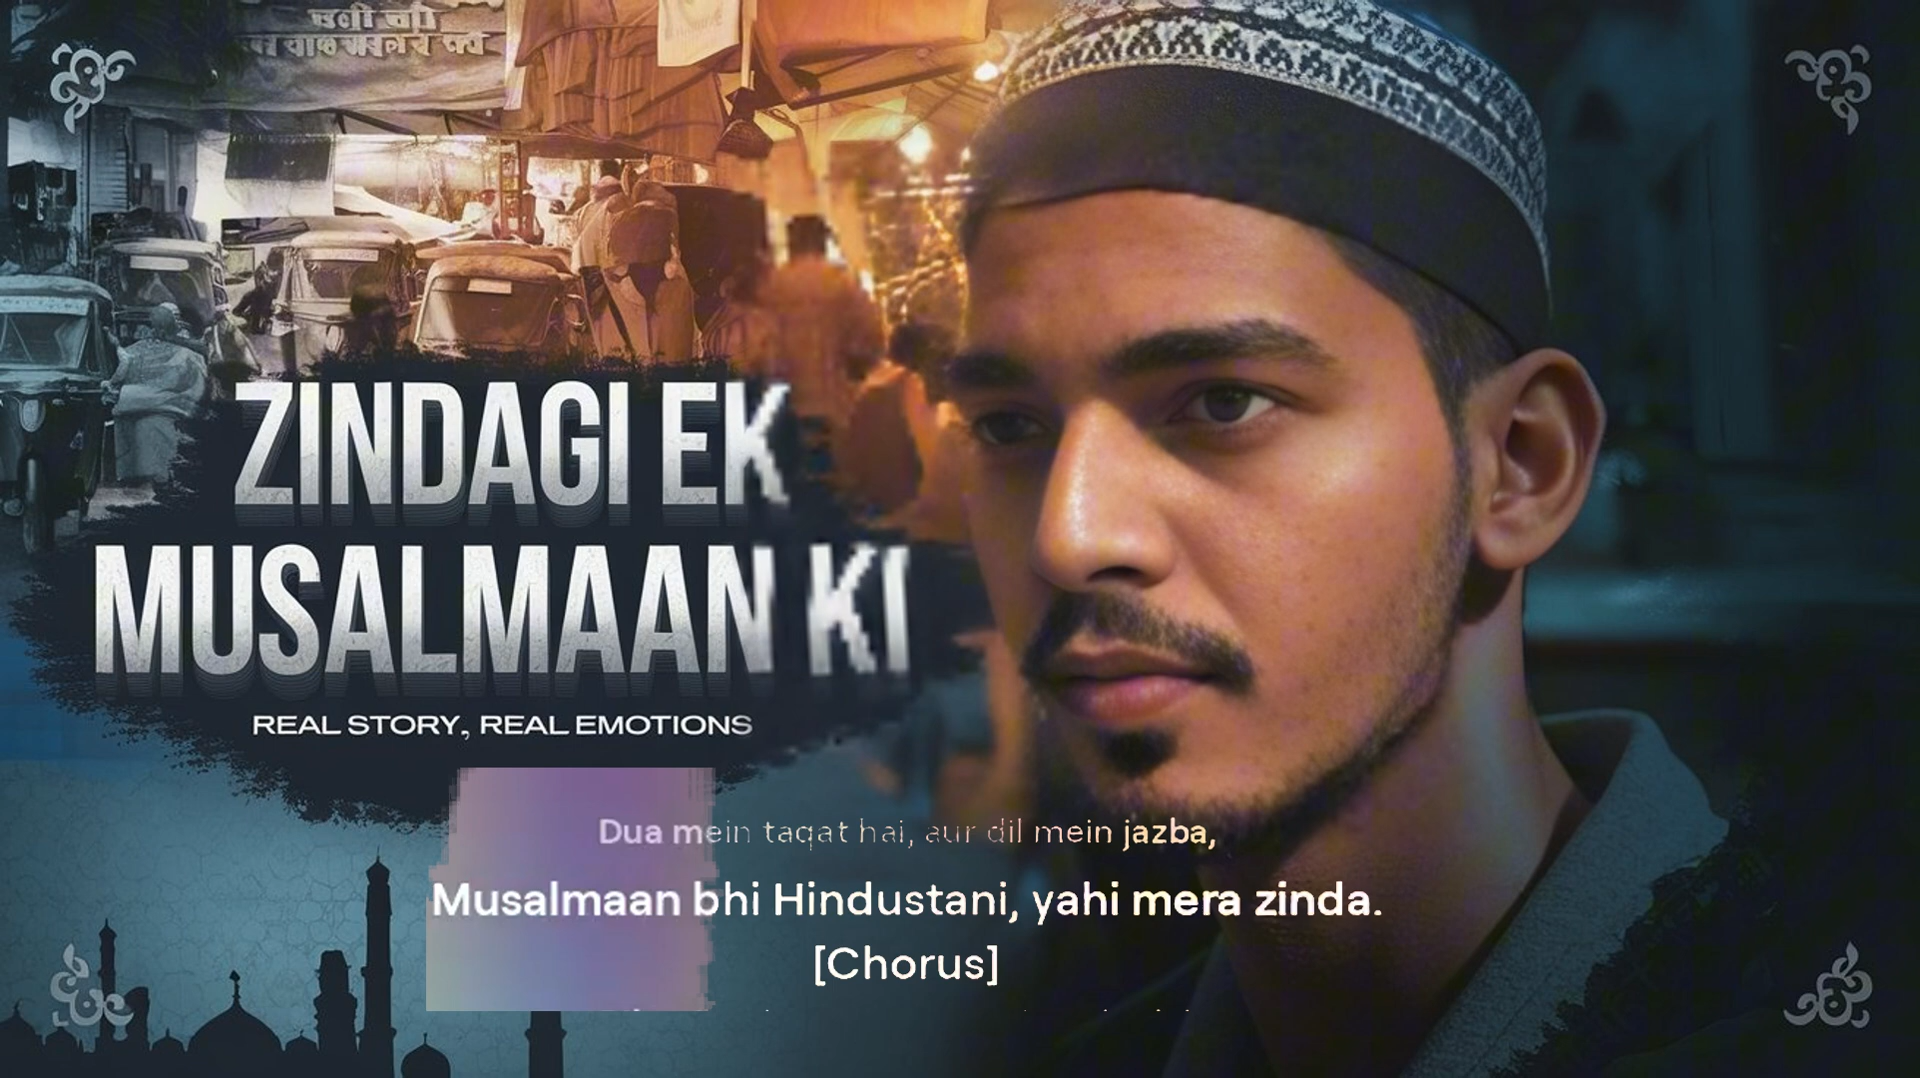 ZINDAGI EK
MUSALMAAN KI
REAL STORY, REAL EMOTIONS
Dua mein taqat hai, aur dil mein jazba,
Musalmaan bhi Hindustani, yahi mera zinda.
[Chorus]